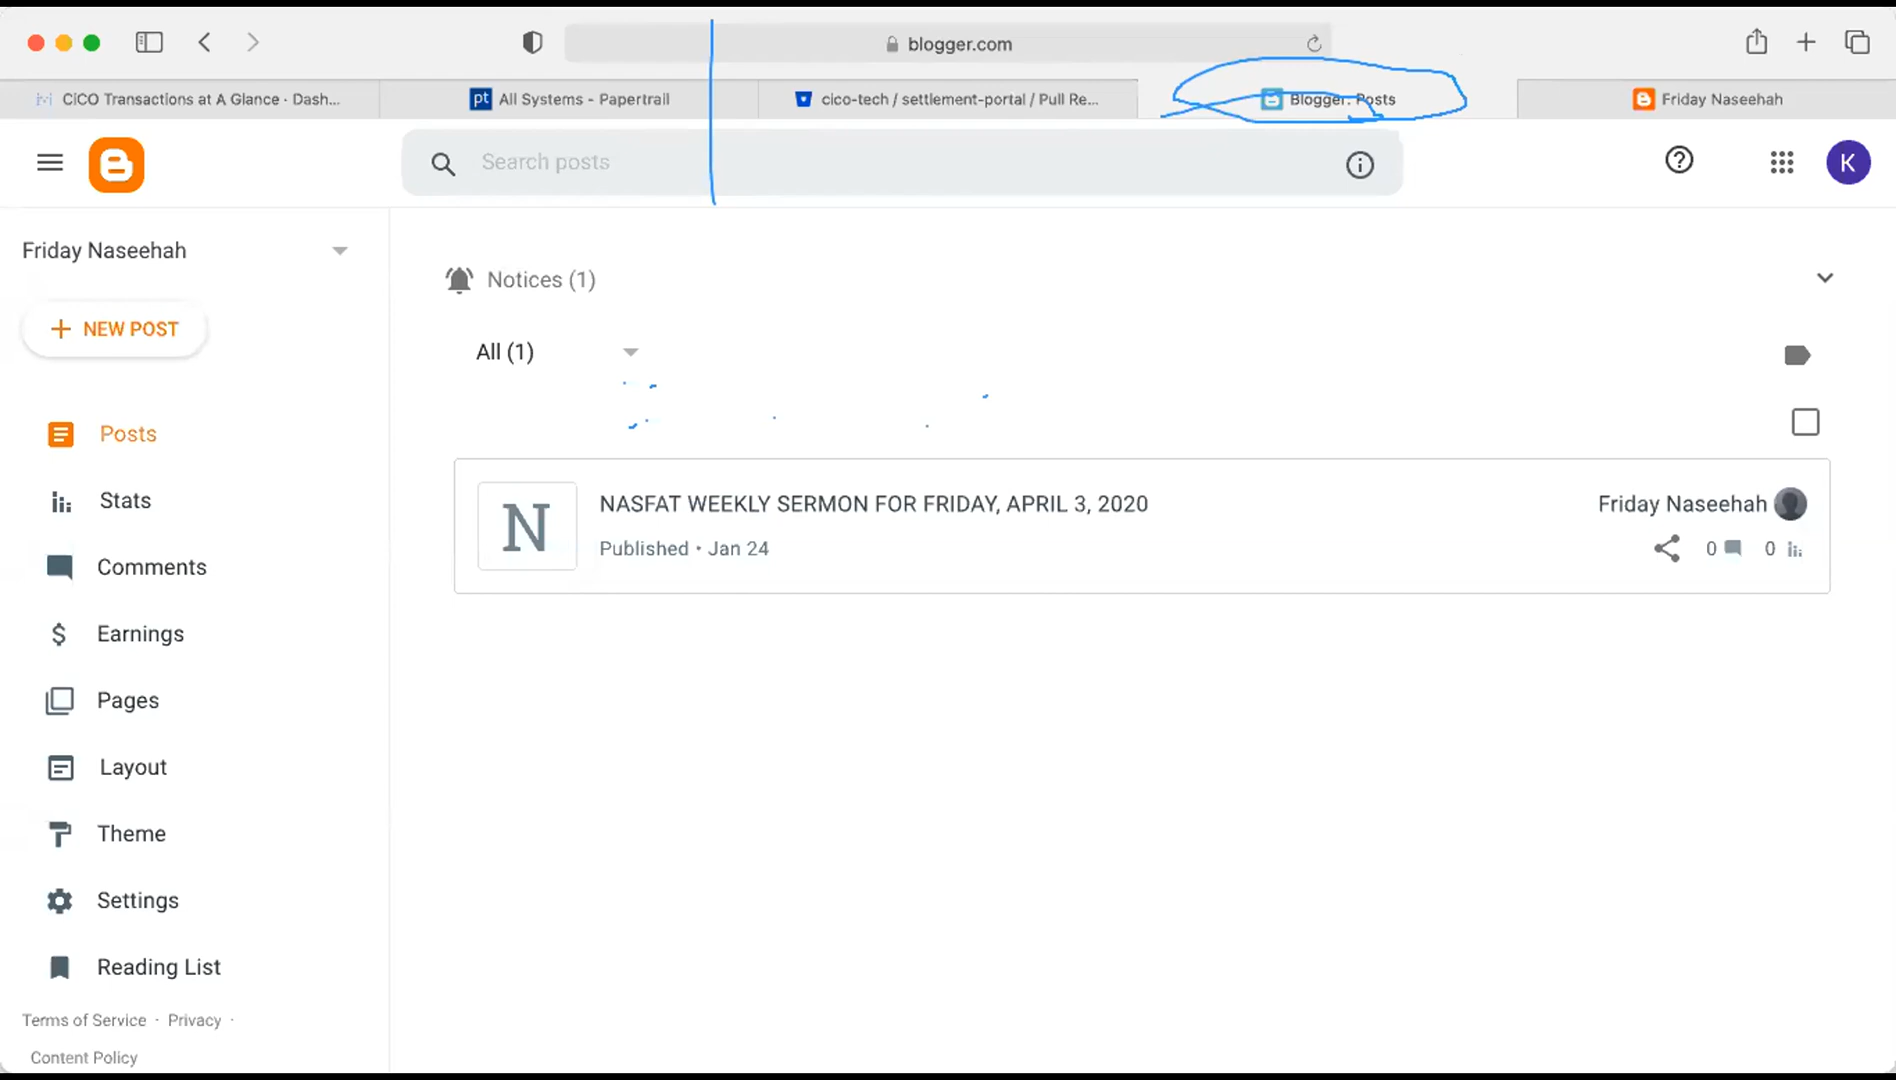 blogger.com
CiCO Transactions at A Glance · Dash...
pt All Systems - Papertrail
cico-tech / settlement-portal / Pull Re...
Blogger: Posts
Friday Naseehah
Search posts
K
Friday Naseehah
NEW POST
Posts
Stats
Comments
Earnings
Pages
Layout
Theme
Settings
Reading List
Terms of Service · Privacy ·
Content Policy
Notices (1)
All (1)
N
NASFAT WEEKLY SERMON FOR FRIDAY, APRIL 3, 2020
Published • Jan 24
Friday Naseehah
0 0